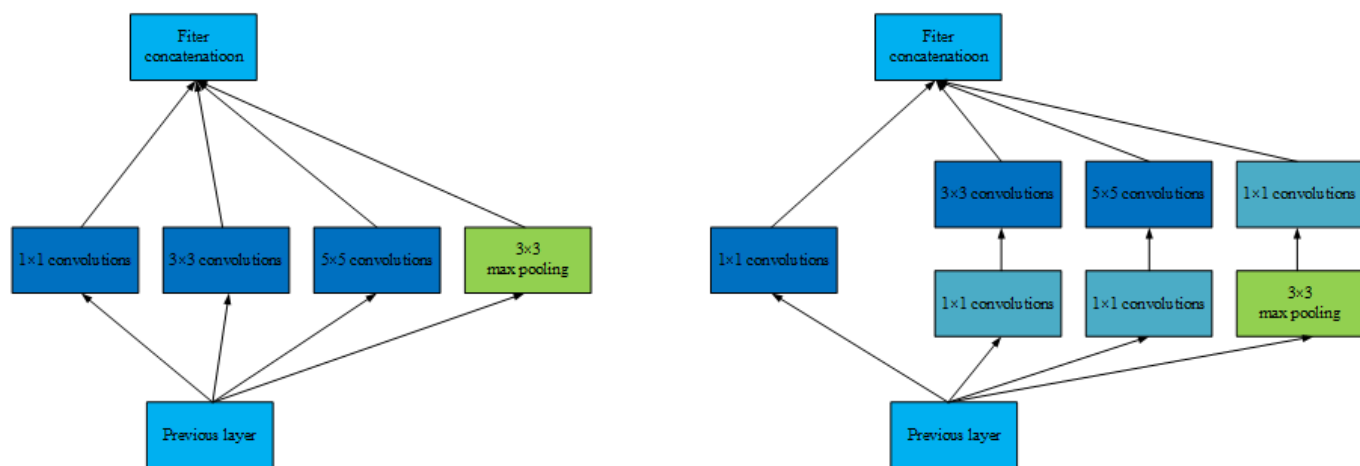 Fiter
concatenatioon
1×1 convolutions
3×3 convolutions
5×5 convolutions
3×3
max pooling
Previous layer
Fiter
concatenatioon
3×3 convolutions
5×5 convolutions
1×1 convolutions
1×1 convolutions
1×1 convolutions
1×1 convolutions
3×3
max pooling
Previous layer